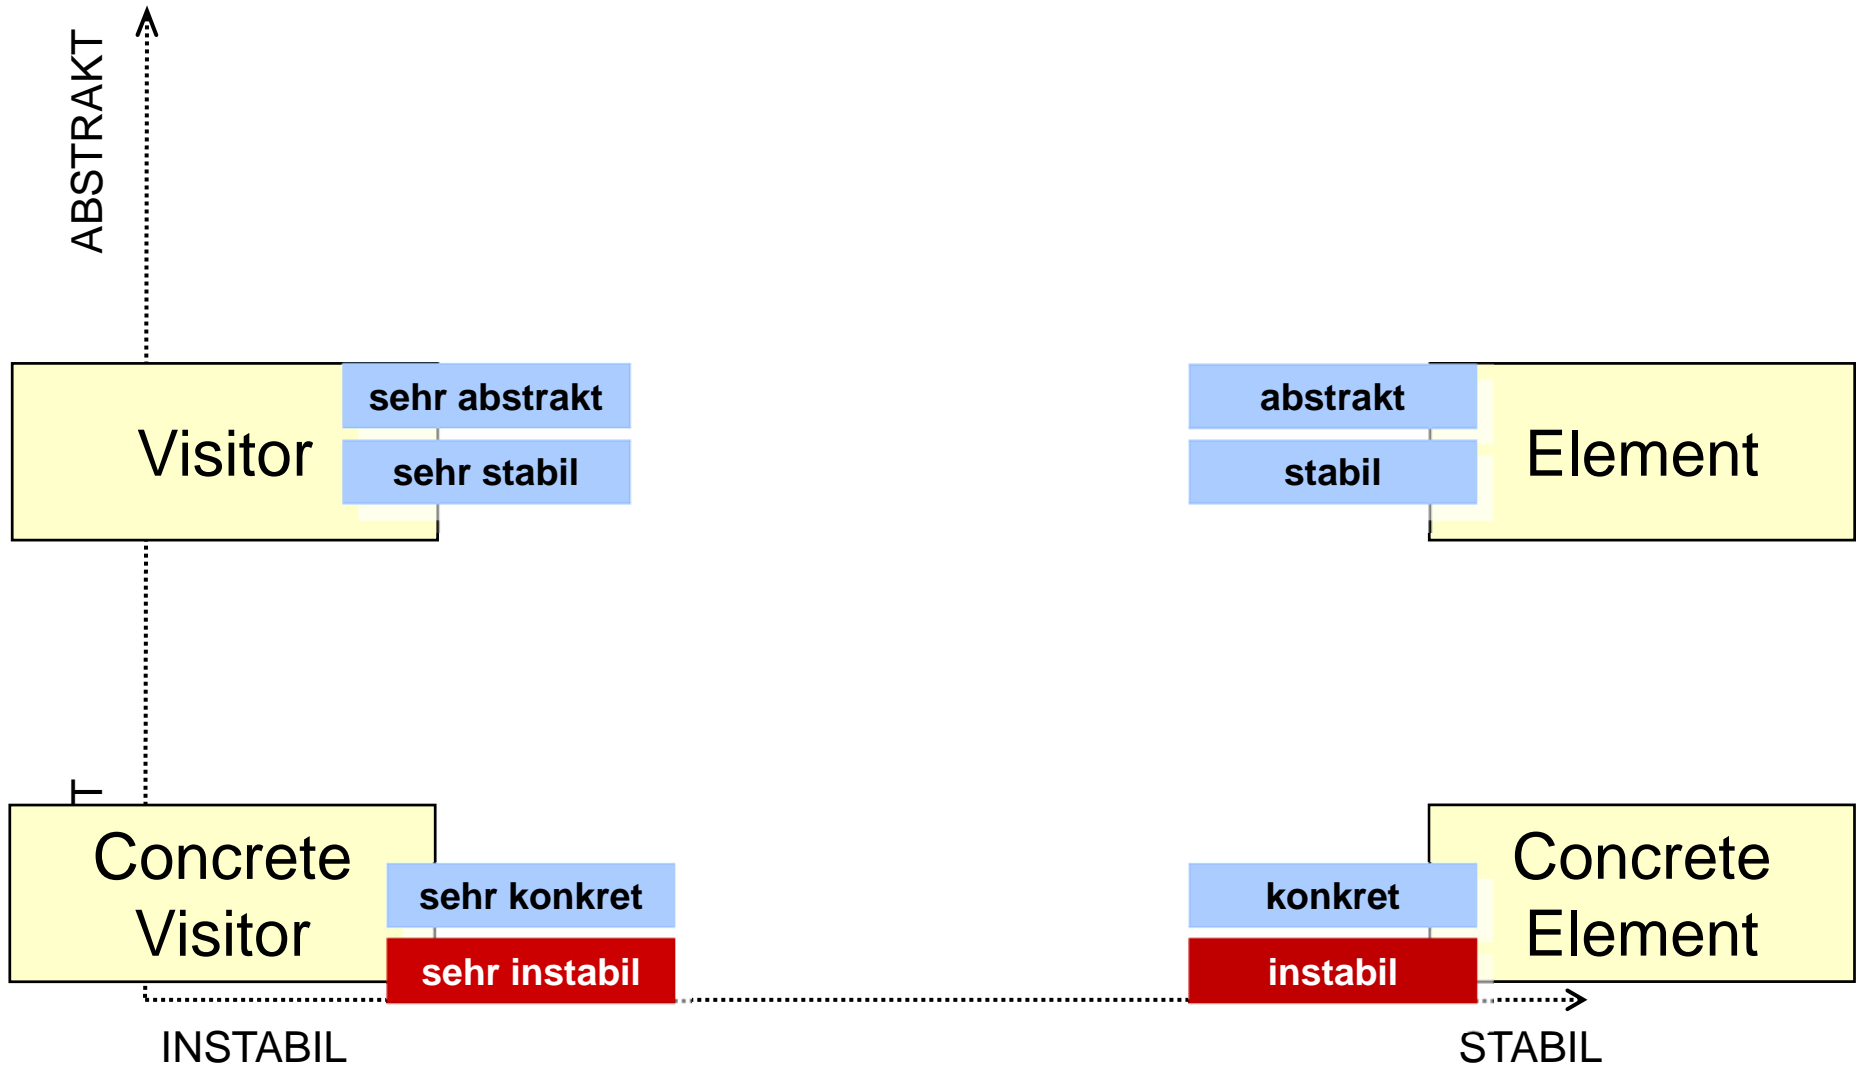 ABSTRAKT
Visitor
sehr abstrakt
sehr stabil
abstrakt
stabil
Element
T
Concrete
Visitor
sehr konkret
sehr instabil
konkret
instabil
Concrete
Element
INSTABIL
STABIL